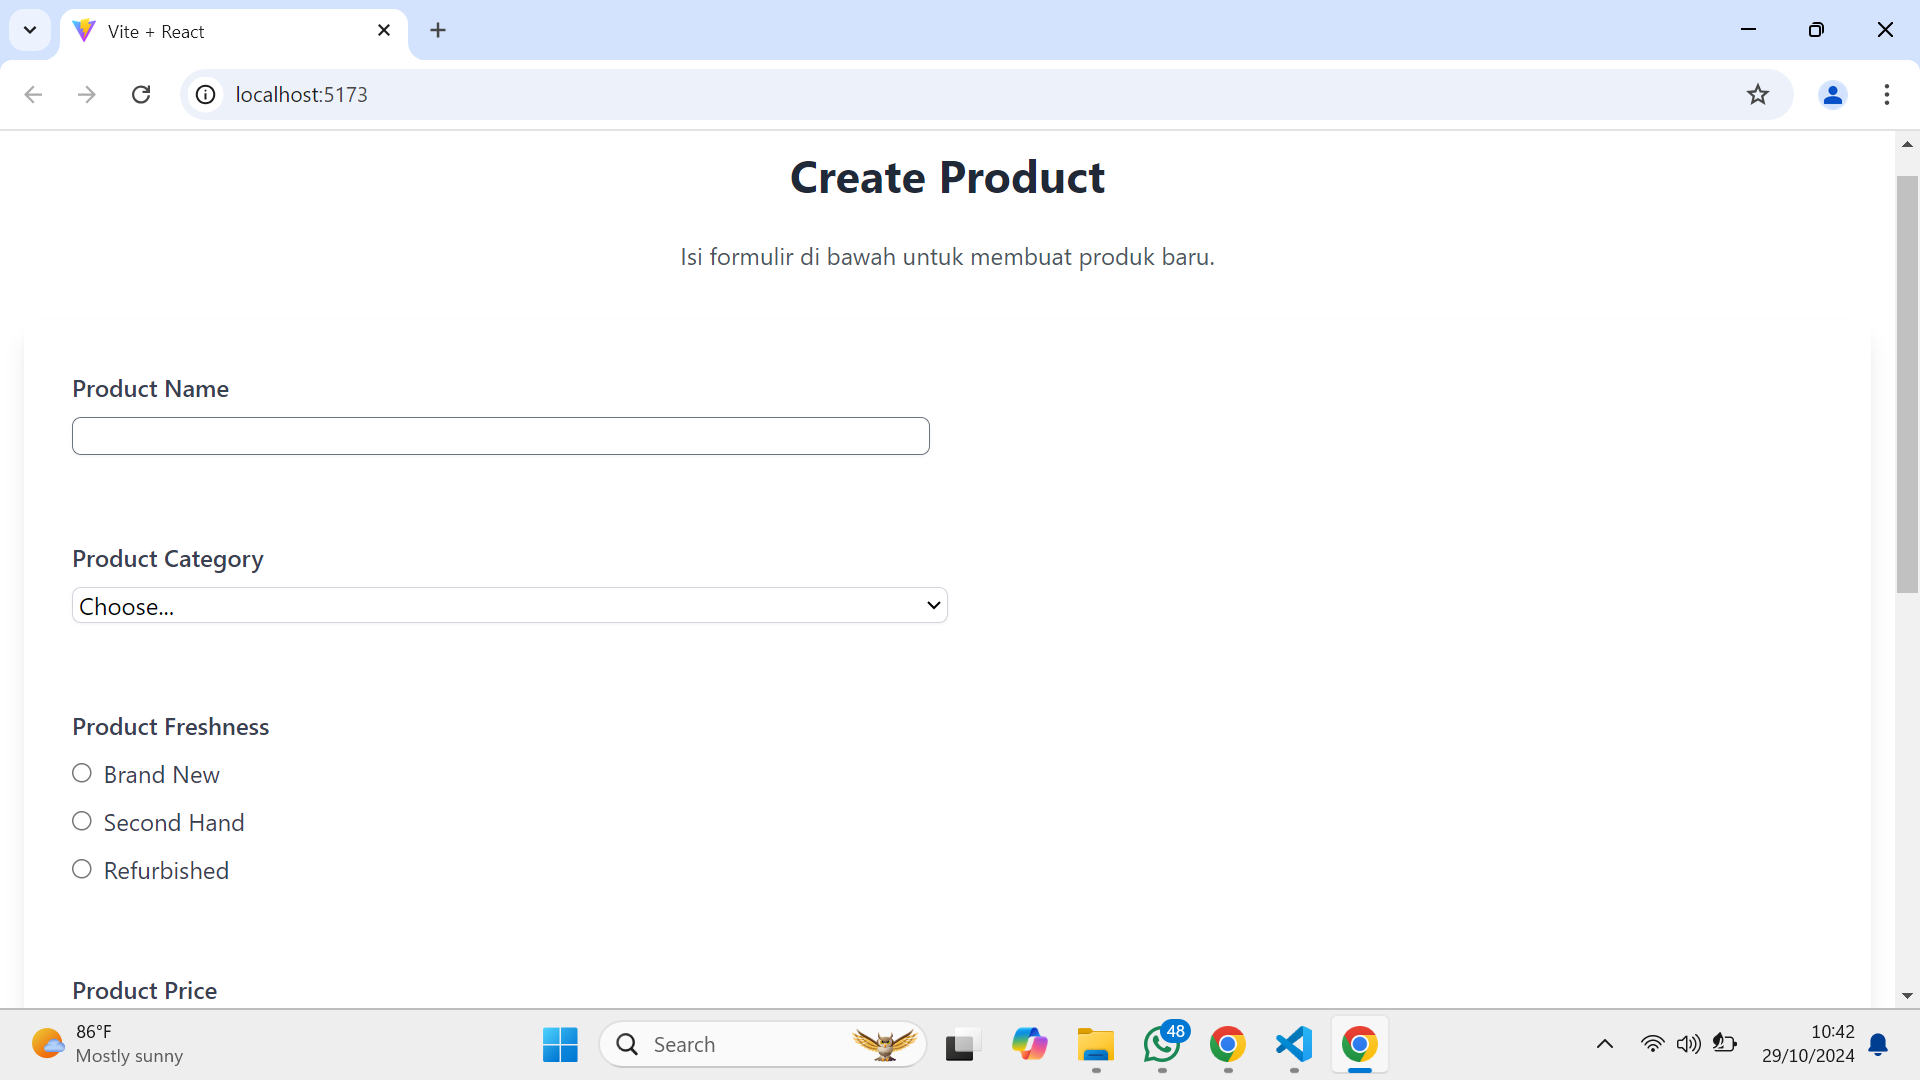 Vite + React
localhost:5173
Create Product
Isi formulir di bawah untuk membuat produk baru.
Product Name
Product Category
Choose...
Product Freshness
Brand New
Second Hand
Refurbished
Product Price
86°F
Mostly sunny
Search
48
10:42
29/10/2024